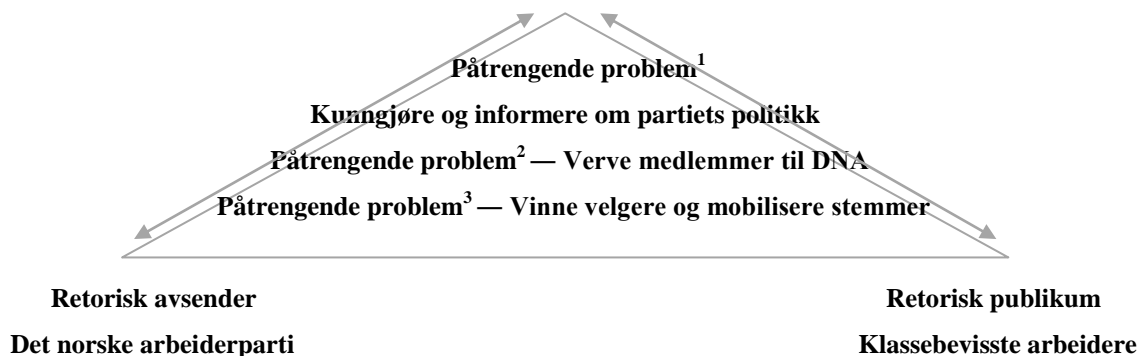 Påtrengende problem¹
Kunngjøre og informere om partiets politikk
Påtrengende problem² — Verve medlemmer til DNA
Påtrengende problem³ — Vinne velgere og mobilisere stemmer
Retorisk avsender
Det norske arbeiderparti
Retorisk publikum
Klassebevisste arbeidere